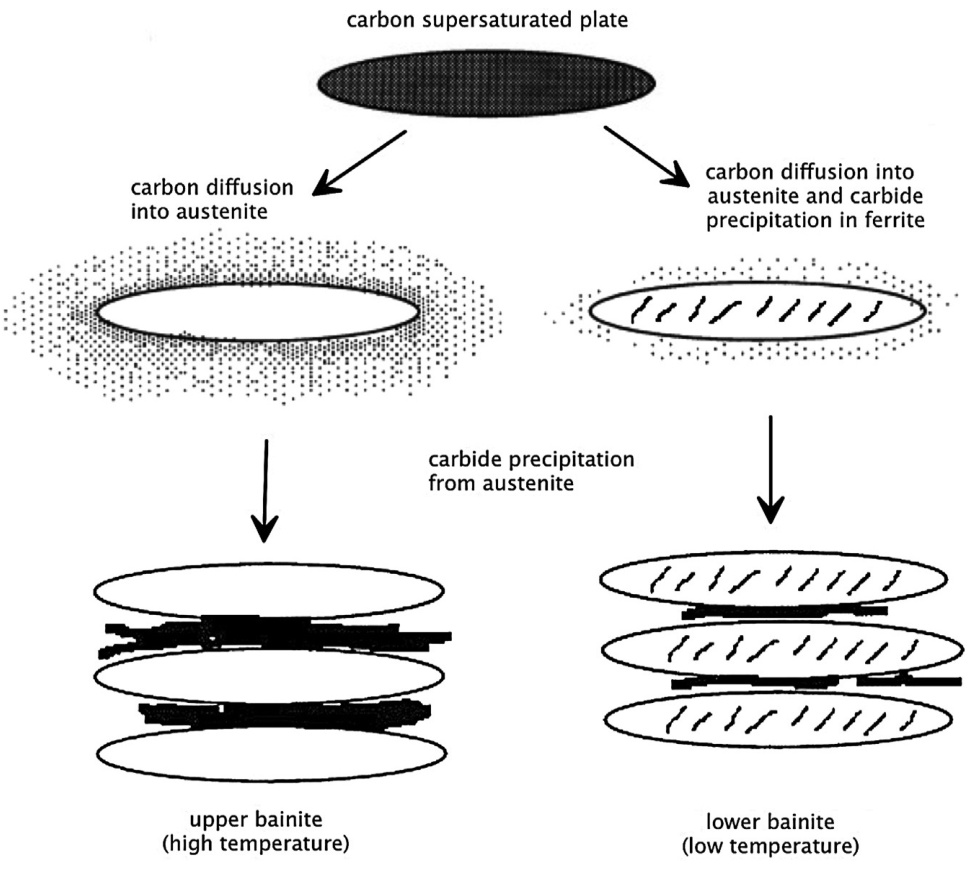 carbon supersaturated plate
carbon diffusion
into austenite
carbon diffusion into
austenite and carbide
precipitation in ferrite
carbide precipitation
from austenite
upper bainite
(high temperature)
lower bainite
(low temperature)